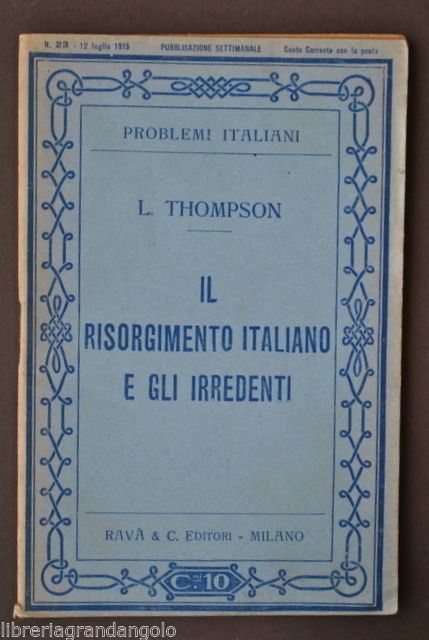 N. 23 - 12 luglio 1915 PUBBLICAZIONE SETTIMANALE Conto Corrente con la posta
PROBLEMI ITALIANI
L. THOMPSON
IL
RISORGIMENTO ITALIANO
E GLI IRREDENTI
RAVÀ & C. EDITORI - MILANO
C.mi 10
libreriagrandangolo